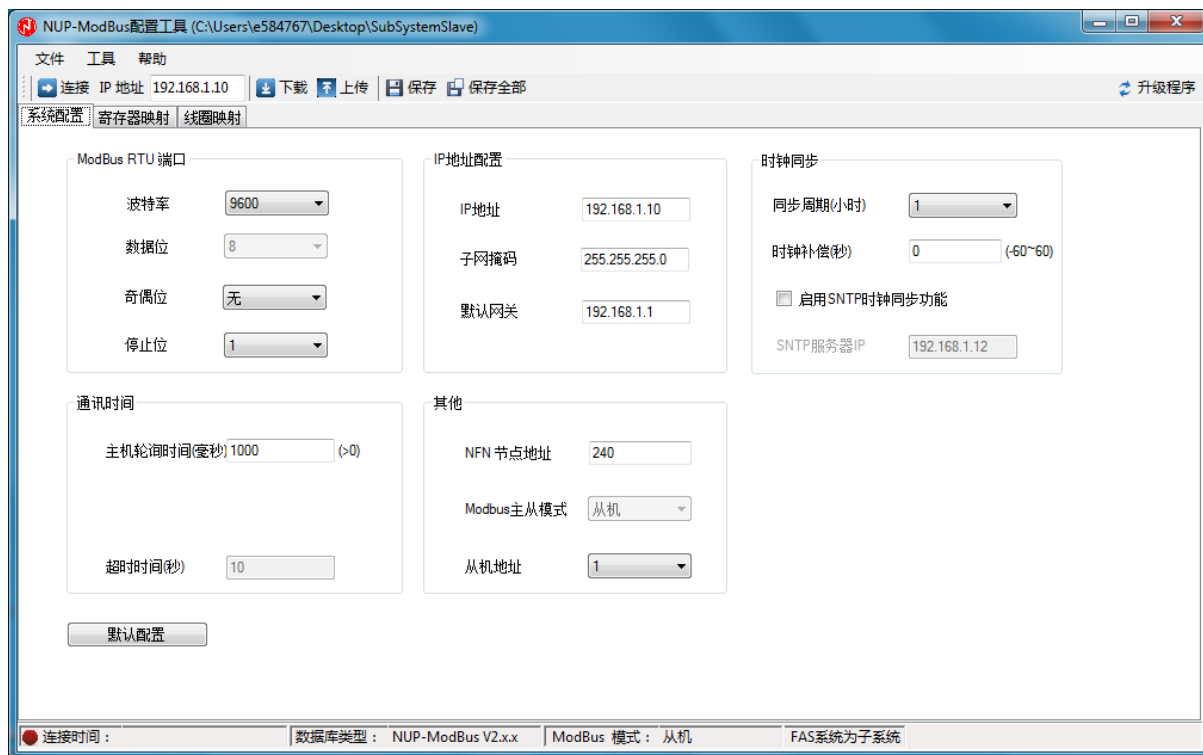 NUP-ModBus配置工具 (C:\Users\e584767\Desktop\SubSystemSlave)
文件 工具 帮助
连接 IP 地址 192.168.1.10 下载 上传 保存 保存全部 升级程序
系统配置 寄存器映射 线圈映射
ModBus RTU 端口
波特率 9600
数据位 8
奇偶位 无
停止位 1
IP地址配置
IP地址 192.168.1.10
子网掩码 255.255.255.0
默认网关 192.168.1.1
时钟同步
同步周期(小时) 1
时钟补偿(秒) 0 (-60~60)
启用SNTP时钟同步功能
SNTP服务器IP 192.168.1.12
通讯时间
主机轮询时间(毫秒) 1000 (>0)
超时时间(秒) 10
其他
NFN 节点地址 240
Modbus主从模式 从机
从机地址 1
默认配置
连接时间： 数据库类型： NUP-ModBus V2.x.x ModBus 模式： 从机 FAS系统为子系统